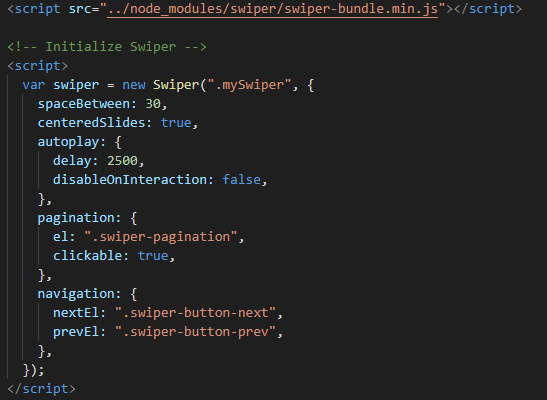 <script src="../node_modules/swiper/swiper-bundle.min.js"></script>

<!-- Initialize Swiper -->
<script>
  var swiper = new Swiper(".mySwiper", {
    spaceBetween: 30,
    centeredSlides: true,
    autoplay: {
      delay: 2500,
      disableOnInteraction: false,
    },
    pagination: {
      el: ".swiper-pagination",
      clickable: true,
    },
    navigation: {
      nextEl: ".swiper-button-next",
      prevEl: ".swiper-button-prev",
    },
  });
</script>